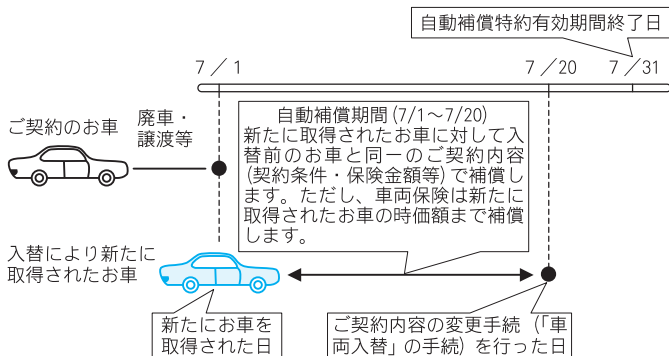 自動補償特約有効期間終了日
7／1
7／20
7／31
ご契約のお車
廃車・
譲渡等
自動補償期間(7/1～7/20)
新たに取得されたお車に対して入
替前のお車と同一のご契約内容
(契約条件・保険金額等)で補償
します。ただし、車両保険は新たに
取得されたお車の時価額まで補償
します。
入替により新たに
取得されたお車
新たにお車を
取得された日
ご契約内容の変更手続（「車
両入替」の手続）を行った日